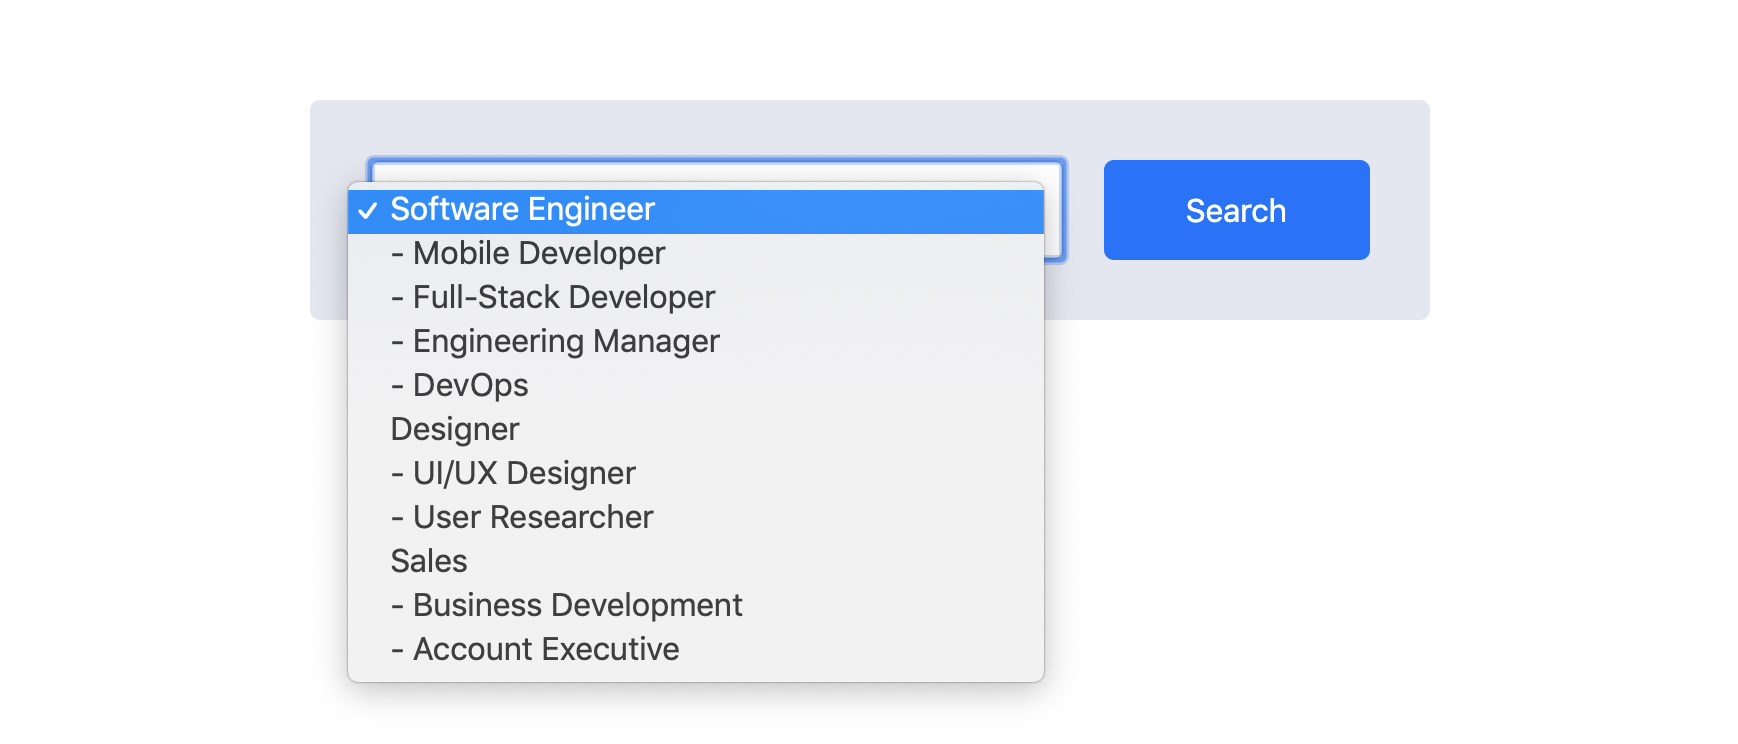 Software Engineer
Search
- Mobile Developer
- Full-Stack Developer
- Engineering Manager
- DevOps
Designer
- UI/UX Designer
- User Researcher
Sales
- Business Development
- Account Executive